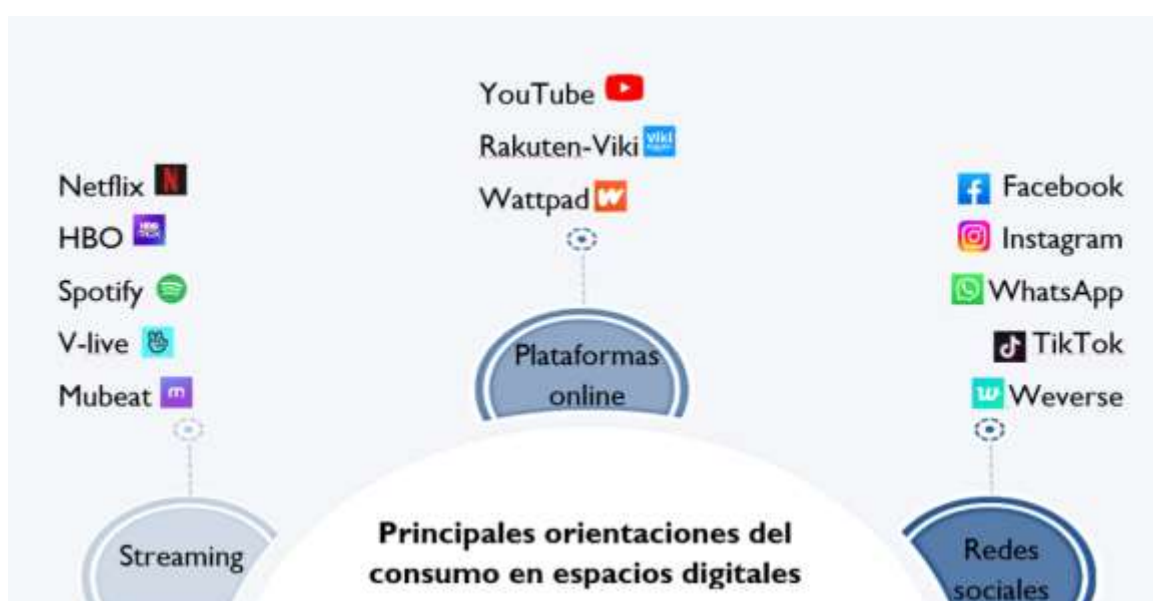 YouTube
Rakuten-Viki
Wattpad
Netflix
HBO
Spotify
V-live
Mubeat
Facebook
Instagram
WhatsApp
TikTok
Weverse
Plataformas
online
Streaming
Principales orientaciones del
consumo en espacios digitales
Redes
sociales